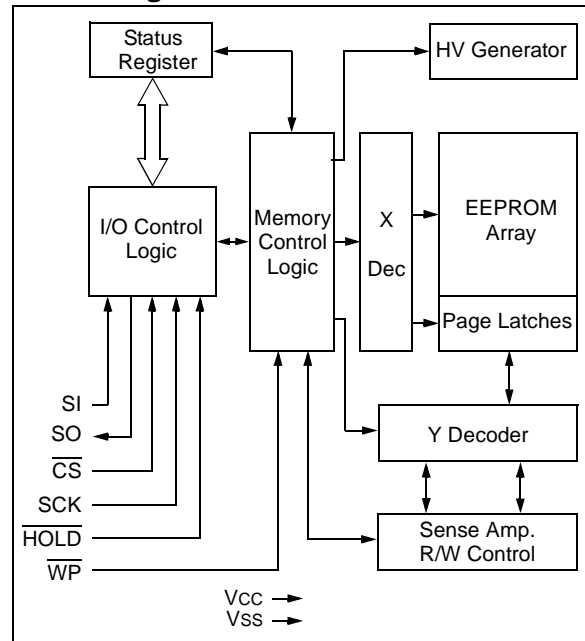 Status
Register
HV Generator
I/O Control
Logic
Memory
Control
Logic
X
Dec
EEPROM
Array
Page Latches
SI
SO
CS
SCK
HOLD
WP
Y Decoder
Sense Amp.
R/W Control
VCC
VSS